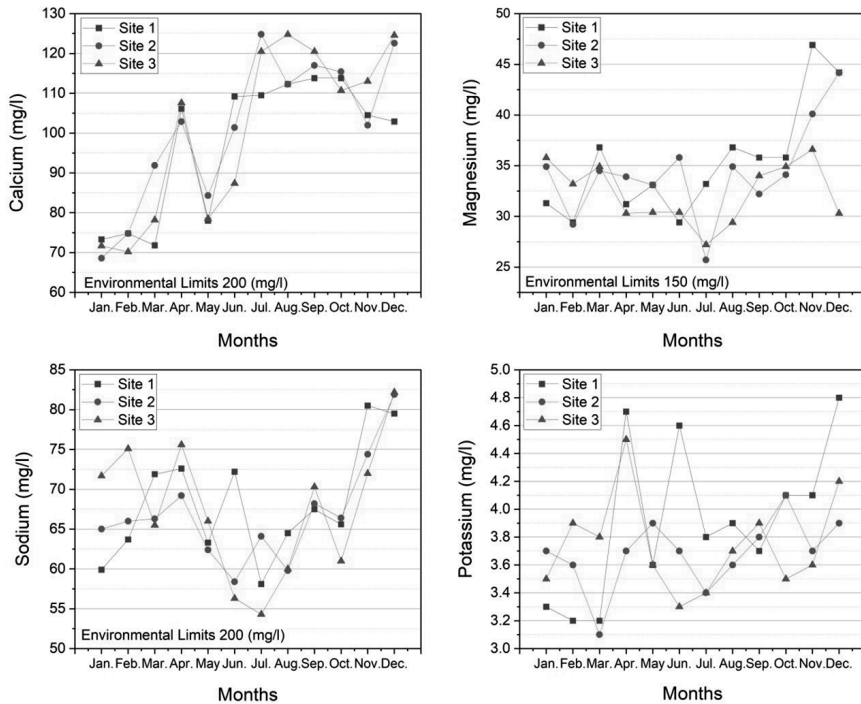 130
120
110
100
90
80
70
60
Calcium (mg/l)
Site 1
Site 2
Site 3
Environmental Limits 200 (mg/l)
Jan. Feb. Mar. Apr. May Jun. Jul. Aug. Sep. Oct. Nov. Dec.
Months
50
45
40
35
30
25
Magnesium (mg/l)
Site 1
Site 2
Site 3
Environmental Limits 150 (mg/l)
Jan. Feb. Mar. Apr. May Jun. Jul. Aug. Sep. Oct. Nov. Dec.
Months
85
80
75
70
65
60
55
50
Sodium (mg/l)
Site 1
Site 2
Site 3
Environmental Limits 200 (mg/l)
Jan. Feb. Mar. Apr. May Jun. Jul. Aug. Sep. Oct. Nov. Dec.
Months
5.0
4.8
4.6
4.4
4.2
4.0
3.8
3.6
3.4
3.2
3.0
Potassium (mg/l)
Site 1
Site 2
Site 3
Jan. Feb. Mar. Apr. May Jun. Jul. Aug. Sep. Oct. Nov. Dec.
Months